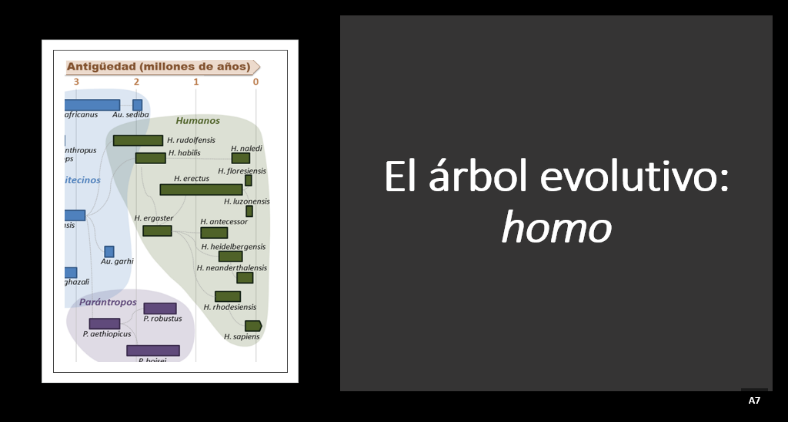 Antigüedad (millones de años)
3 2 1 0
africanus
Au. sediba
Humanos
H. rudolfensis
H. habilis
H. naledi
H. floresiensis
H. erectus
H. luzonensis
H. ergaster
H. antecessor
H. heidelbergensis
H. neanderthalensis
H. rhodesiensis
H. sapiens
nthropus
ps
itecinos
sis
Au. garhi
ghazali
Parántropos
P. robustus
P. aethiopicus
P. boisei
El árbol evolutivo:
homo
A7